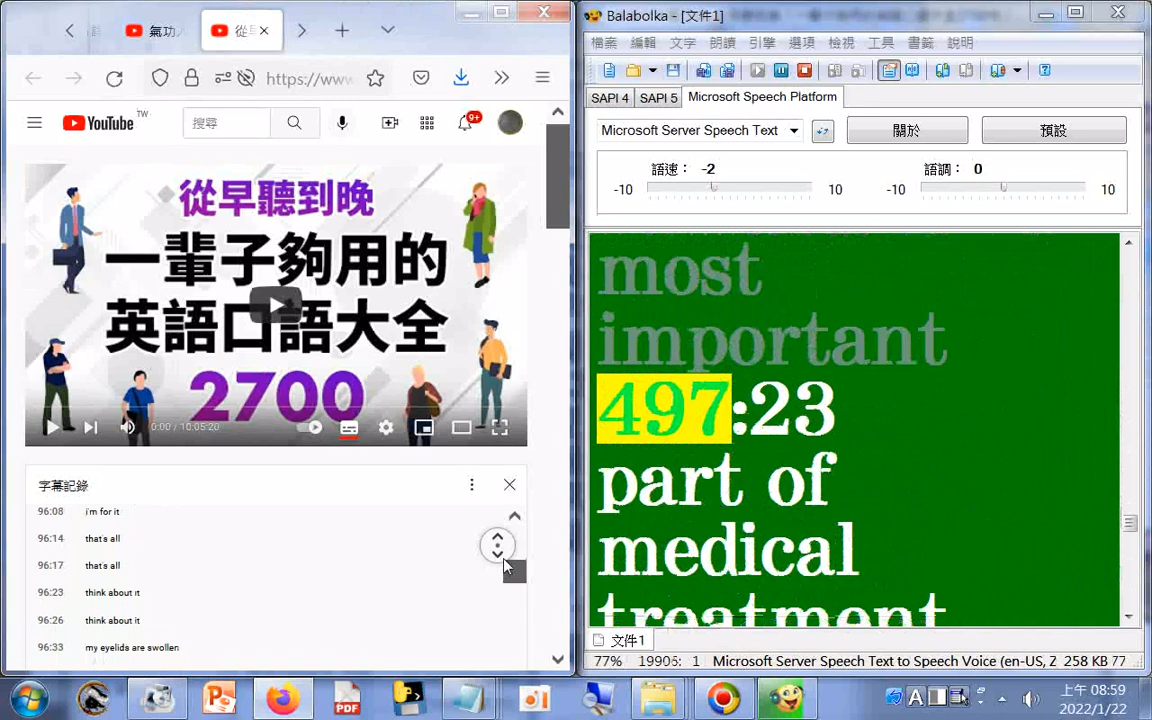 氣功
從
https://www
YouTube TW
搜尋
9+
從早聽到晚
一輩子夠用的
英語口語大全
2700
0:00 / 10:05:20
字幕記錄
96:08 i'm for it
96:14 that's all
96:17 that's all
96:23 think about it
96:26 think about it
96:33 my eyelids are swollen
Balabolka - [文件1]
檔案 編輯 文字 朗讀 引擎 選項 檢視 工具 書籤 說明
SAPI 4 SAPI 5 Microsoft Speech Platform
Microsoft Server Speech Text 關於 預設
語速： -2 語調： 0
-10 10 -10 10
most
important
497:23
part of
medical
treatment
文件1
77% 19905: 1 Microsoft Server Speech Text to Speech Voice (en-US, Z 258 KB 77
PDF
A
上午 08:59
2022/1/22